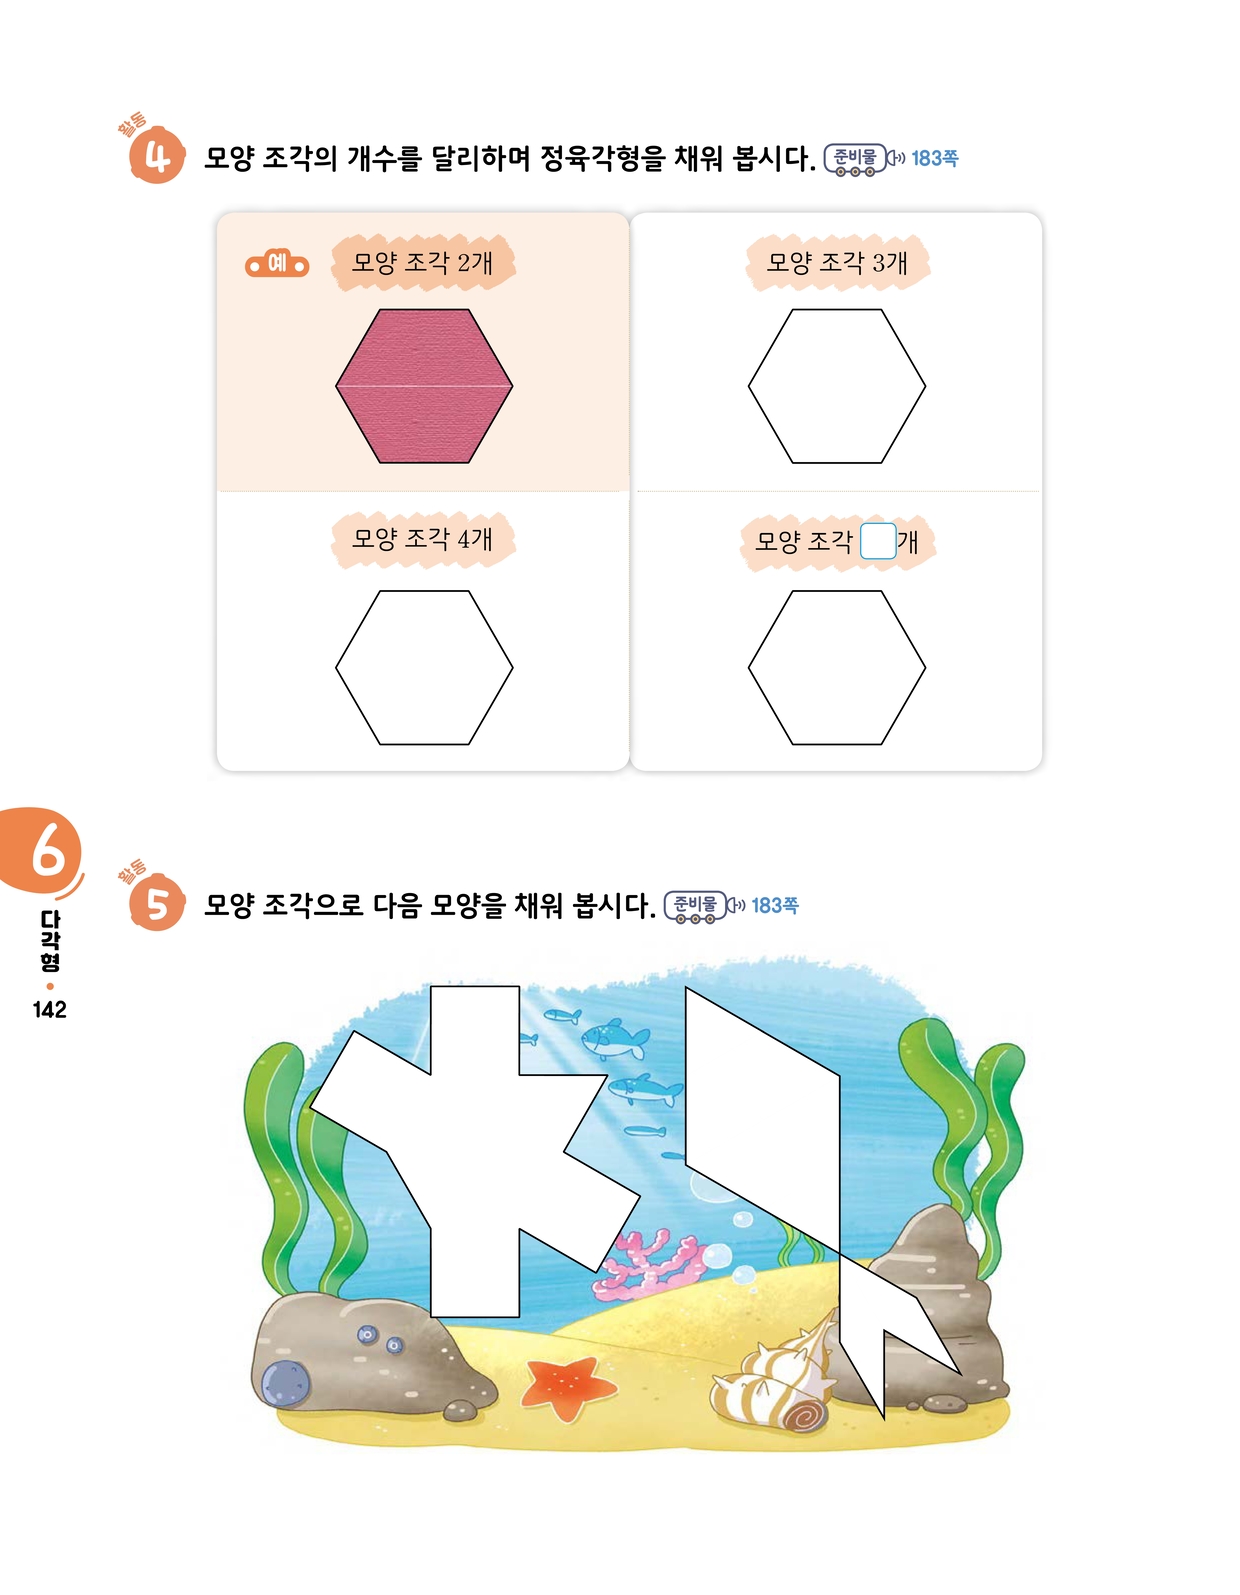 활동
4 모양 조각의 개수를 달리하며 정육각형을 채워 봅시다. 준비물 183쪽
예 모양 조각 2개
모양 조각 3개
모양 조각 4개
모양 조각 개
6
다각형
142
활동
5 모양 조각으로 다음 모양을 채워 봅시다. 준비물 183쪽